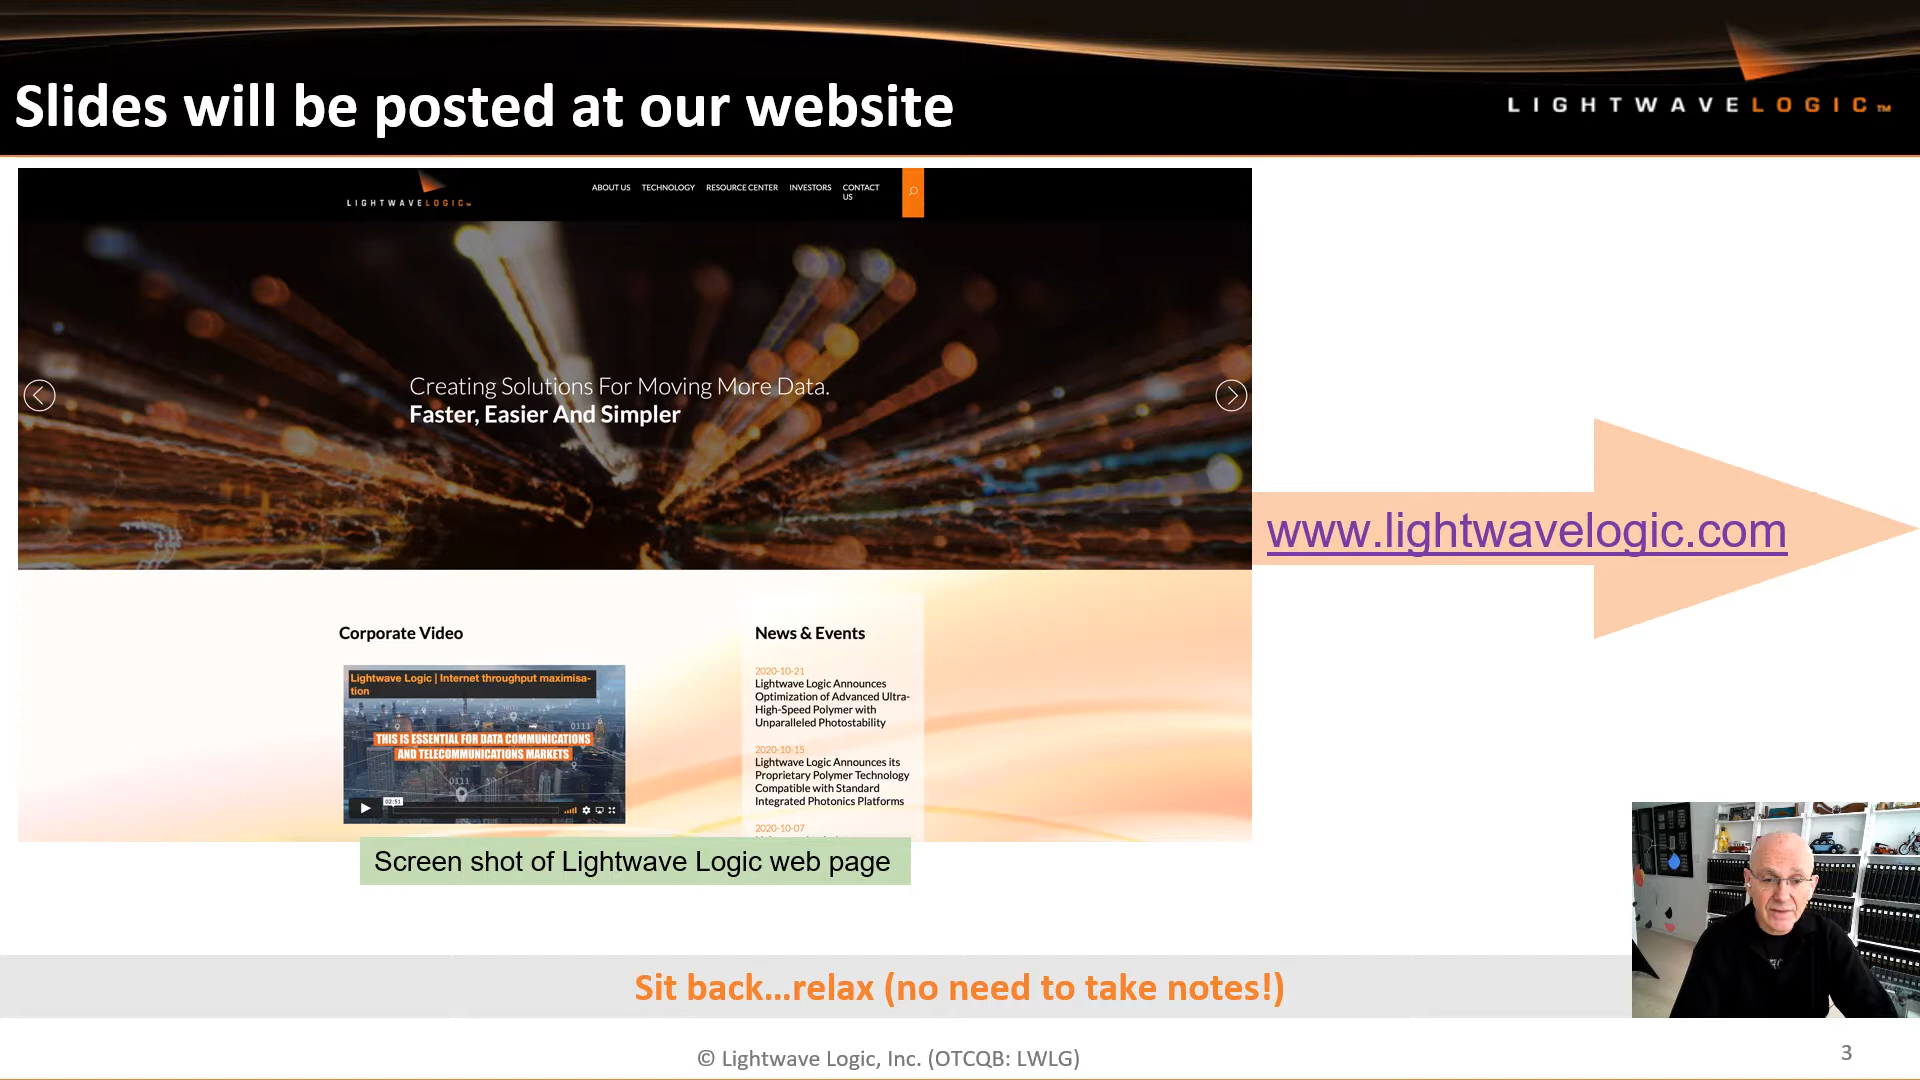 Slides will be posted at our website
LIGHTWAVELOGIC™
LIGHTWAVELOGIC™
ABOUT US TECHNOLOGY RESOURCE CENTER INVESTORS CONTACT
US
Creating Solutions For Moving More Data.
Faster, Easier And Simpler
www.lightwavelogic.com
Corporate Video
Lightwave Logic | Internet throughput maximisa-
tion
0111
THIS IS ESSENTIAL FOR DATA COMMUNICATIONS
AND TELECOMMUNICATIONS MARKETS
0111
02:51
News & Events
2020-10-21
Lightwave Logic Announces
Optimization of Advanced Ultra-
High-Speed Polymer with
Unparalleled Photostability
2020-10-15
Lightwave Logic Announces its
Proprietary Polymer Technology
Compatible with Standard
Integrated Photonics Platforms
2020-10-07
Screen shot of Lightwave Logic web page
Sit back...relax (no need to take notes!)
© Lightwave Logic, Inc. (OTCQB: LWLG)
3